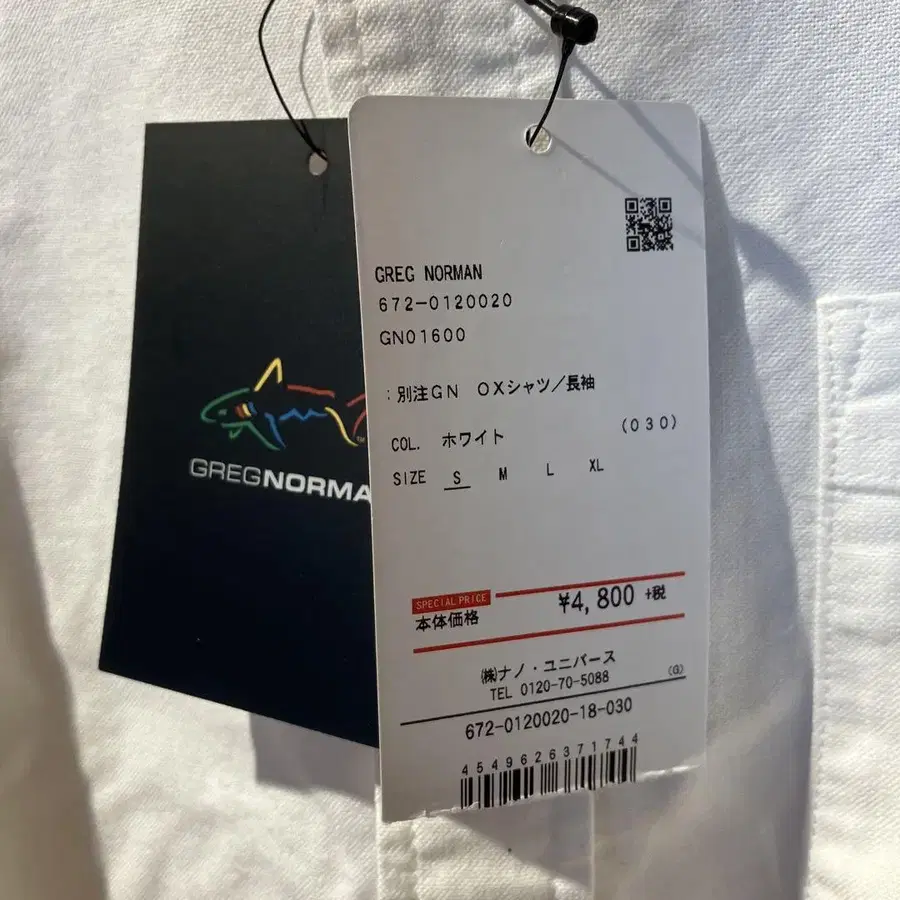 GREGNORMA
GREG NORMAN
672-0120020
GN01600
:別注GN OXシャツ/長袖
COL. ホワイト (030)
SIZE S M L XL
SPECIAL PRICE
本体価格 ¥4,800 +税
㈱ナノ・ユニバース
TEL 0120-70-5088 (G)
672-0120020-18-030
4549626371744